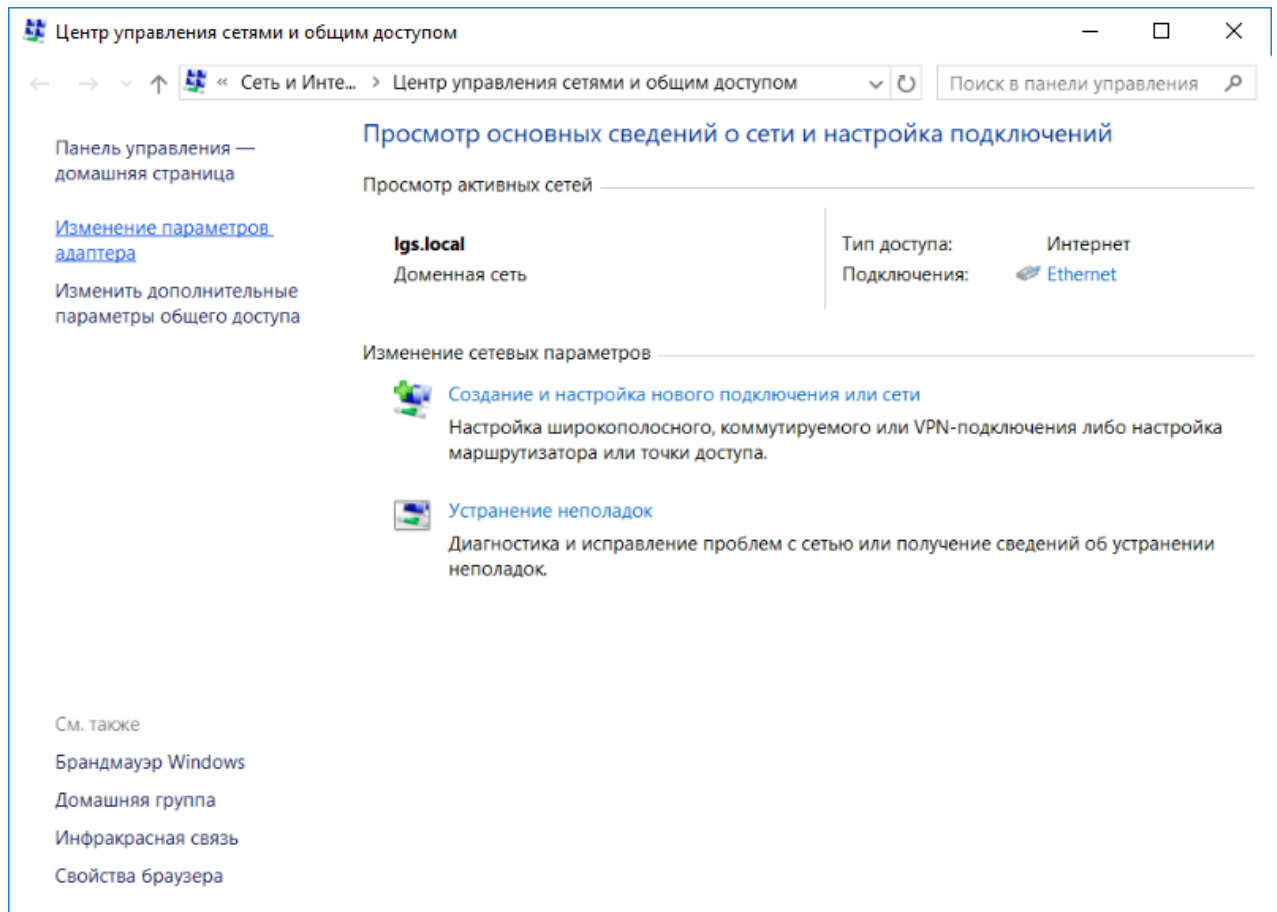 Центр управления сетями и общим доступом
« Сеть и Инте... > Центр управления сетями и общим доступом
Поиск в панели управления
Панель управления —
домашняя страница
Изменение параметров
адаптера
Изменить дополнительные
параметры общего доступа
Просмотр основных сведений о сети и настройка подключений
Просмотр активных сетей
lgs.local
Доменная сеть
Тип доступа: Интернет
Подключения: Ethernet
Изменение сетевых параметров
Создание и настройка нового подключения или сети
Настройка широкополосного, коммутируемого или VPN-подключения либо настройка
маршрутизатора или точки доступа.
Устранение неполадок
Диагностика и исправление проблем с сетью или получение сведений об устранении
неполадок.
См. также
Брандмауэр Windows
Домашняя группа
Инфракрасная связь
Свойства браузера